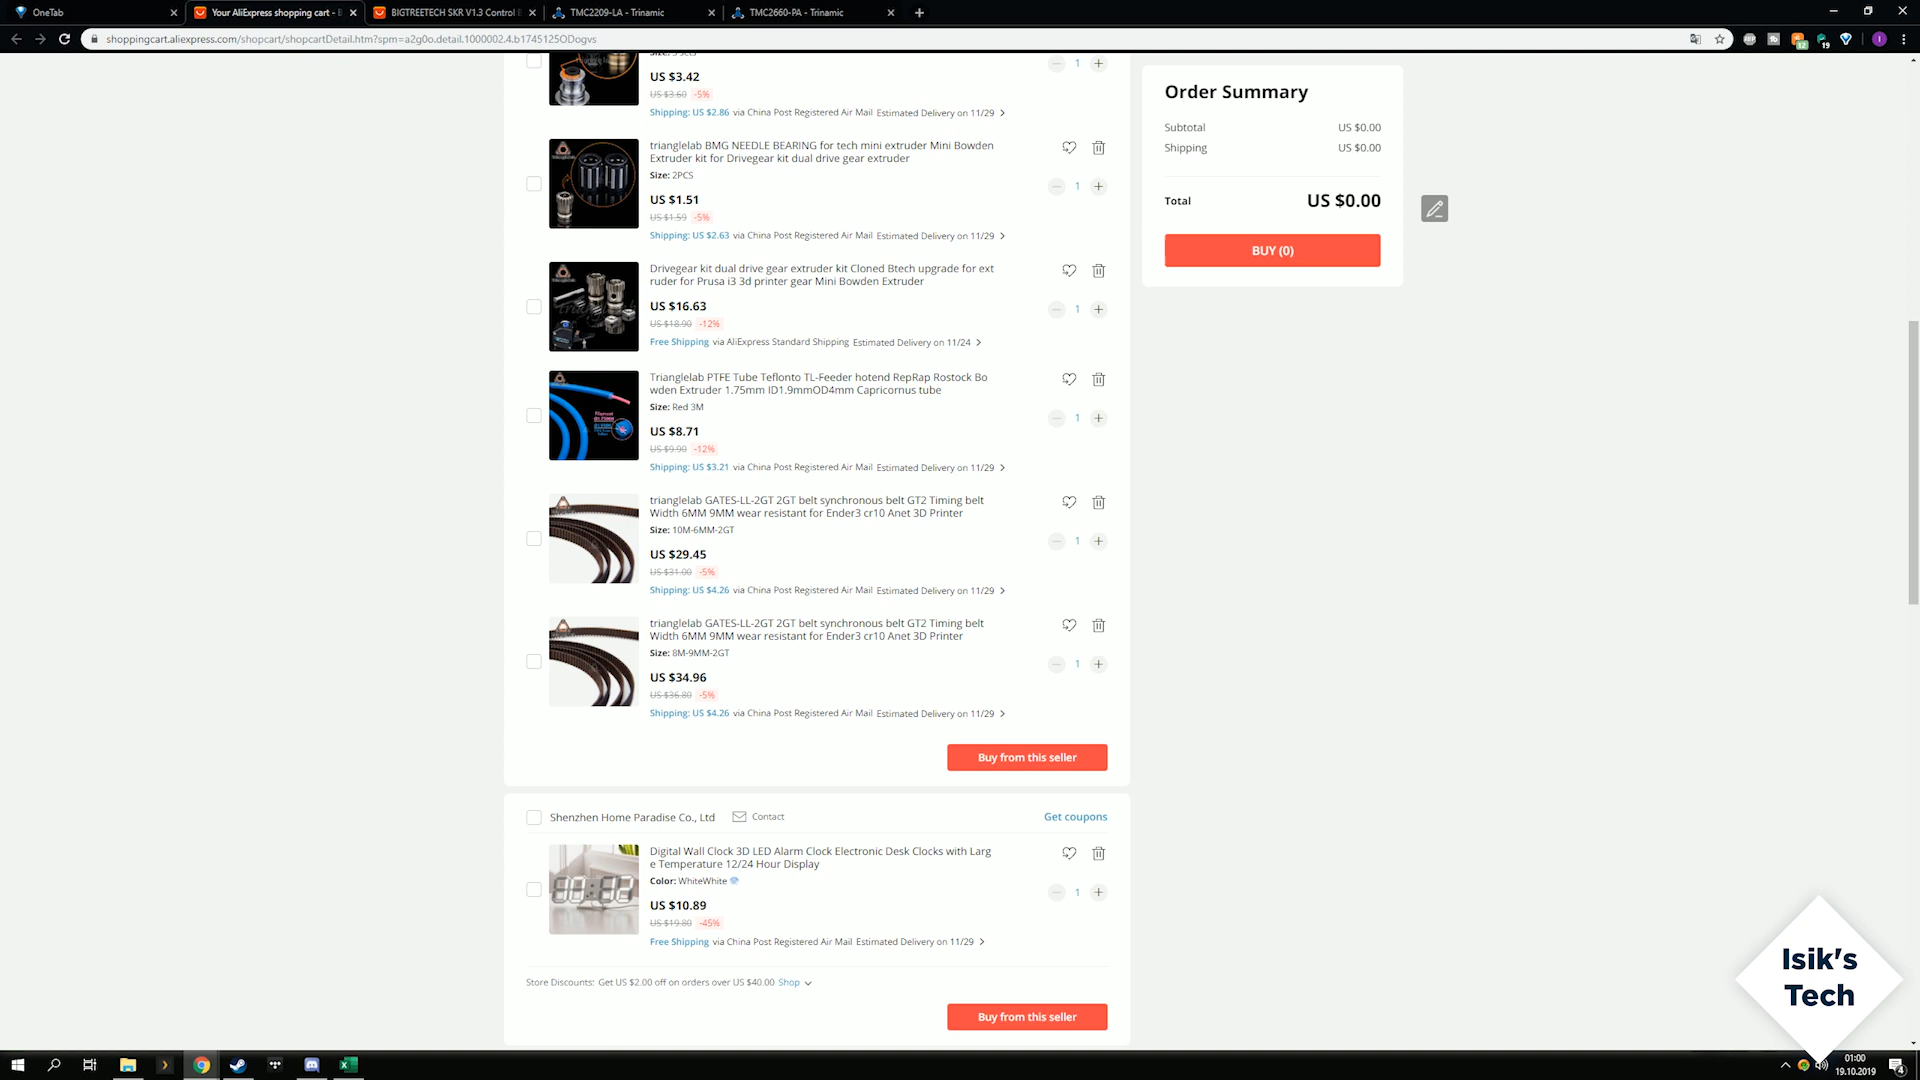 OneTab
Your AliExpress shopping cart - B
BIGTREETECH SKR V1.3 Control B
TMC2209-LA - Trinamic
TMC2660-PA - Trinamic
shoppingcart.aliexpress.com/shopcart/shopcartDetail.htm?spm=a2g0o.detail.1000002.4.b1745125ODogvs
US $3.42
1
US $3.60 -5%
Shipping: US $2.86 via China Post Registered Air Mail Estimated Delivery on 11/29
trianglelab BMG NEEDLE BEARING for tech mini extruder Mini Bowden
Extruder kit for Drivegear kit dual drive gear extruder
Size: 2PCS
1
US $1.51
US $1.59 -5%
Shipping: US $2.63 via China Post Registered Air Mail Estimated Delivery on 11/29
Drivegear kit dual drive gear extruder kit Cloned Btech upgrade for ext
ruder for Prusa i3 3d printer gear Mini Bowden Extruder
US $16.63
1
US $18.90 -12%
Free Shipping via AliExpress Standard Shipping Estimated Delivery on 11/24
Trianglelab PTFE Tube Teflonto TL-Feeder hotend RepRap Rostock Bo
wden Extruder 1.75mm ID1.9mmOD4mm Capricornus tube
Size: Red 3M
1
US $8.71
US $9.90 -12%
Shipping: US $3.21 via China Post Registered Air Mail Estimated Delivery on 11/29
trianglelab GATES-LL-2GT 2GT belt synchronous belt GT2 Timing belt
Width 6MM 9MM wear resistant for Ender3 cr10 Anet 3D Printer
Size: 10M-6MM-2GT
1
US $29.45
US $31.00 -5%
Shipping: US $4.26 via China Post Registered Air Mail Estimated Delivery on 11/29
trianglelab GATES-LL-2GT 2GT belt synchronous belt GT2 Timing belt
Width 6MM 9MM wear resistant for Ender3 cr10 Anet 3D Printer
Size: 8M-9MM-2GT
1
US $34.96
US $36.80 -5%
Shipping: US $4.26 via China Post Registered Air Mail Estimated Delivery on 11/29
Buy from this seller
Shenzhen Home Paradise Co., Ltd
Contact
Get coupons
Digital Wall Clock 3D LED Alarm Clock Electronic Desk Clocks with Larg
e Temperature 12/24 Hour Display
Color: WhiteWhite
1
US $10.89
US $19.80 -45%
Free Shipping via China Post Registered Air Mail Estimated Delivery on 11/29
Store Discounts: Get US $2.00 off on orders over US $40.00 Shop
Buy from this seller
Order Summary
Subtotal US $0.00
Shipping US $0.00
Total US $0.00
BUY (0)
Isik's
Tech
01:00
19.10.2019